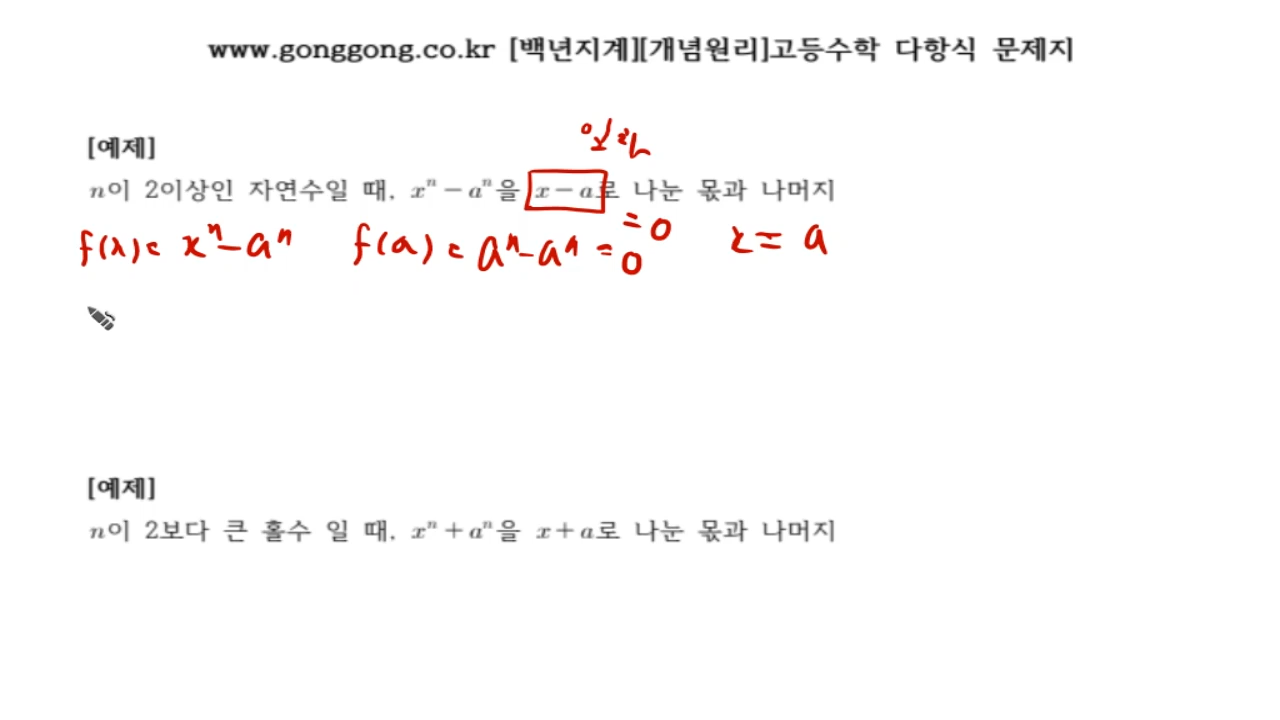 www.gonggong.co.kr [백년지계][개념원리]고등수학 다항식 문제지
[예제]
일차
n이 2이상인 자연수일 때, xⁿ − aⁿ을 x − a로 나눈 몫과 나머지
= 0
f(x) = xⁿ − aⁿ f(a) = aⁿ − aⁿ = 0 x = a
[예제]
n이 2보다 큰 홀수 일 때, xⁿ + aⁿ을 x + a로 나눈 몫과 나머지